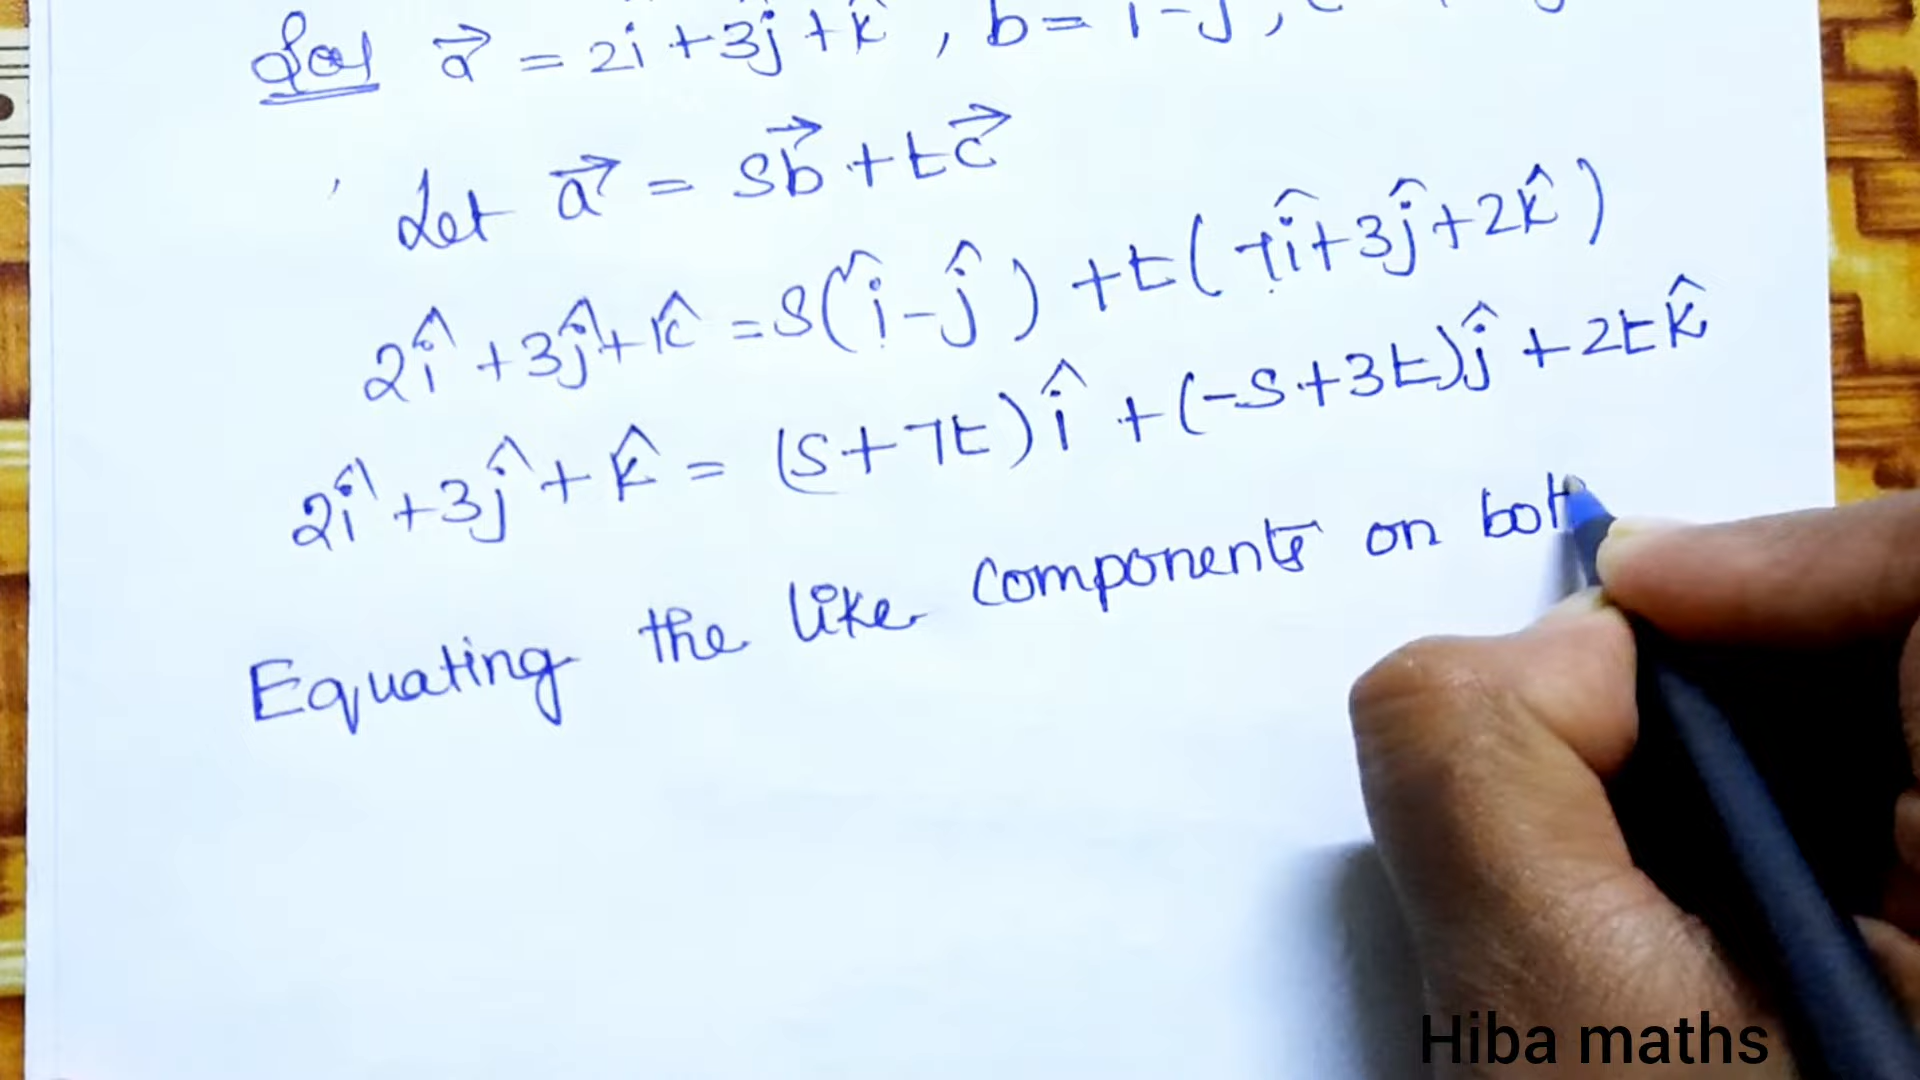 Sol a⃗ = 2i + 3j + k , b = i - j ,
Let a⃗ = sb⃗ + tc⃗
2î + 3ĵ + k̂ = s(î - ĵ) + t(7î + 3ĵ + 2k̂)
2î + 3ĵ + k̂ = (s + 7t)î + (-s + 3t)ĵ + 2tk̂
Equating the like components on bot
Hiba maths